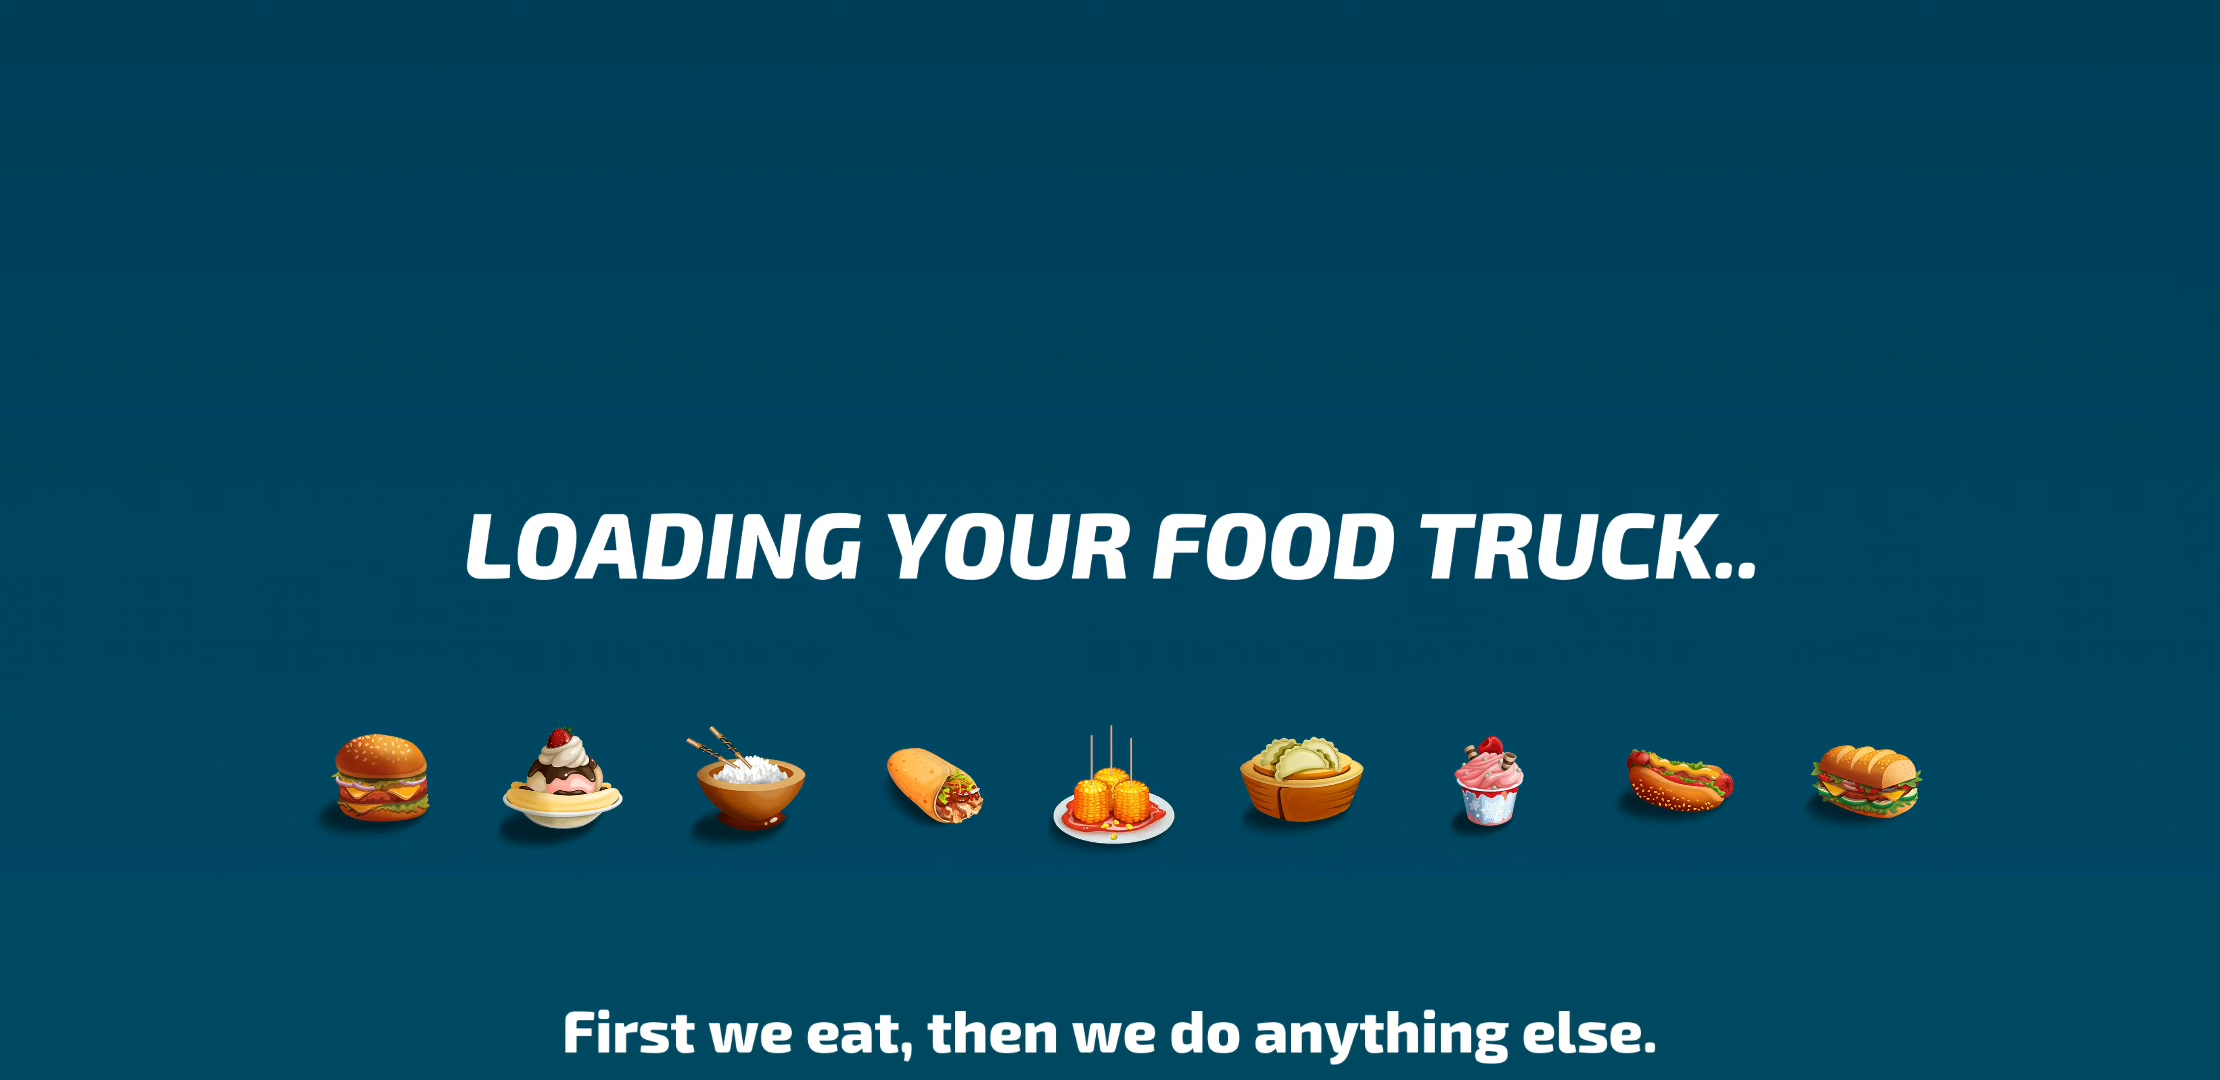 LOADING YOUR FOOD TRUCK..
First we eat, then we do anything else.